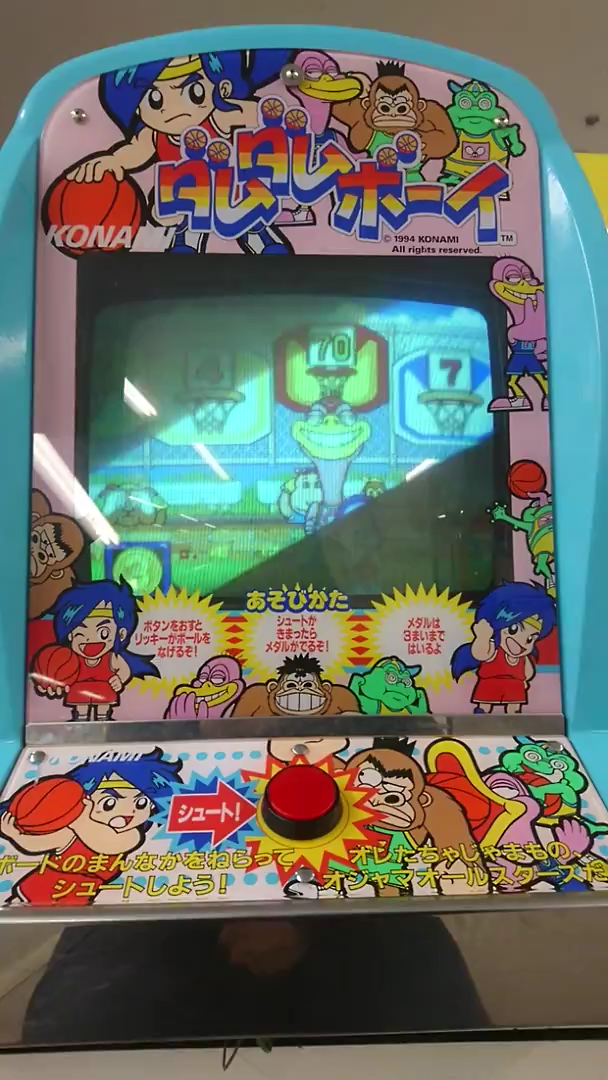 ダムダムボーイ
KONAMI
© 1994 KONAMI
All rights reserved.
TM
4
70
7
あそびかた
ボタンをおすと
リッキーがボールを
なげるぞ！
シュートが
きまったら
メダルがでるぞ！
メダルは
3まいまで
はいるよ
KONAMI
シュート！
ボードのまんなかをねらって
シュートしよう！
オレたちゃじゃまもの
オジャマオールスターズだ